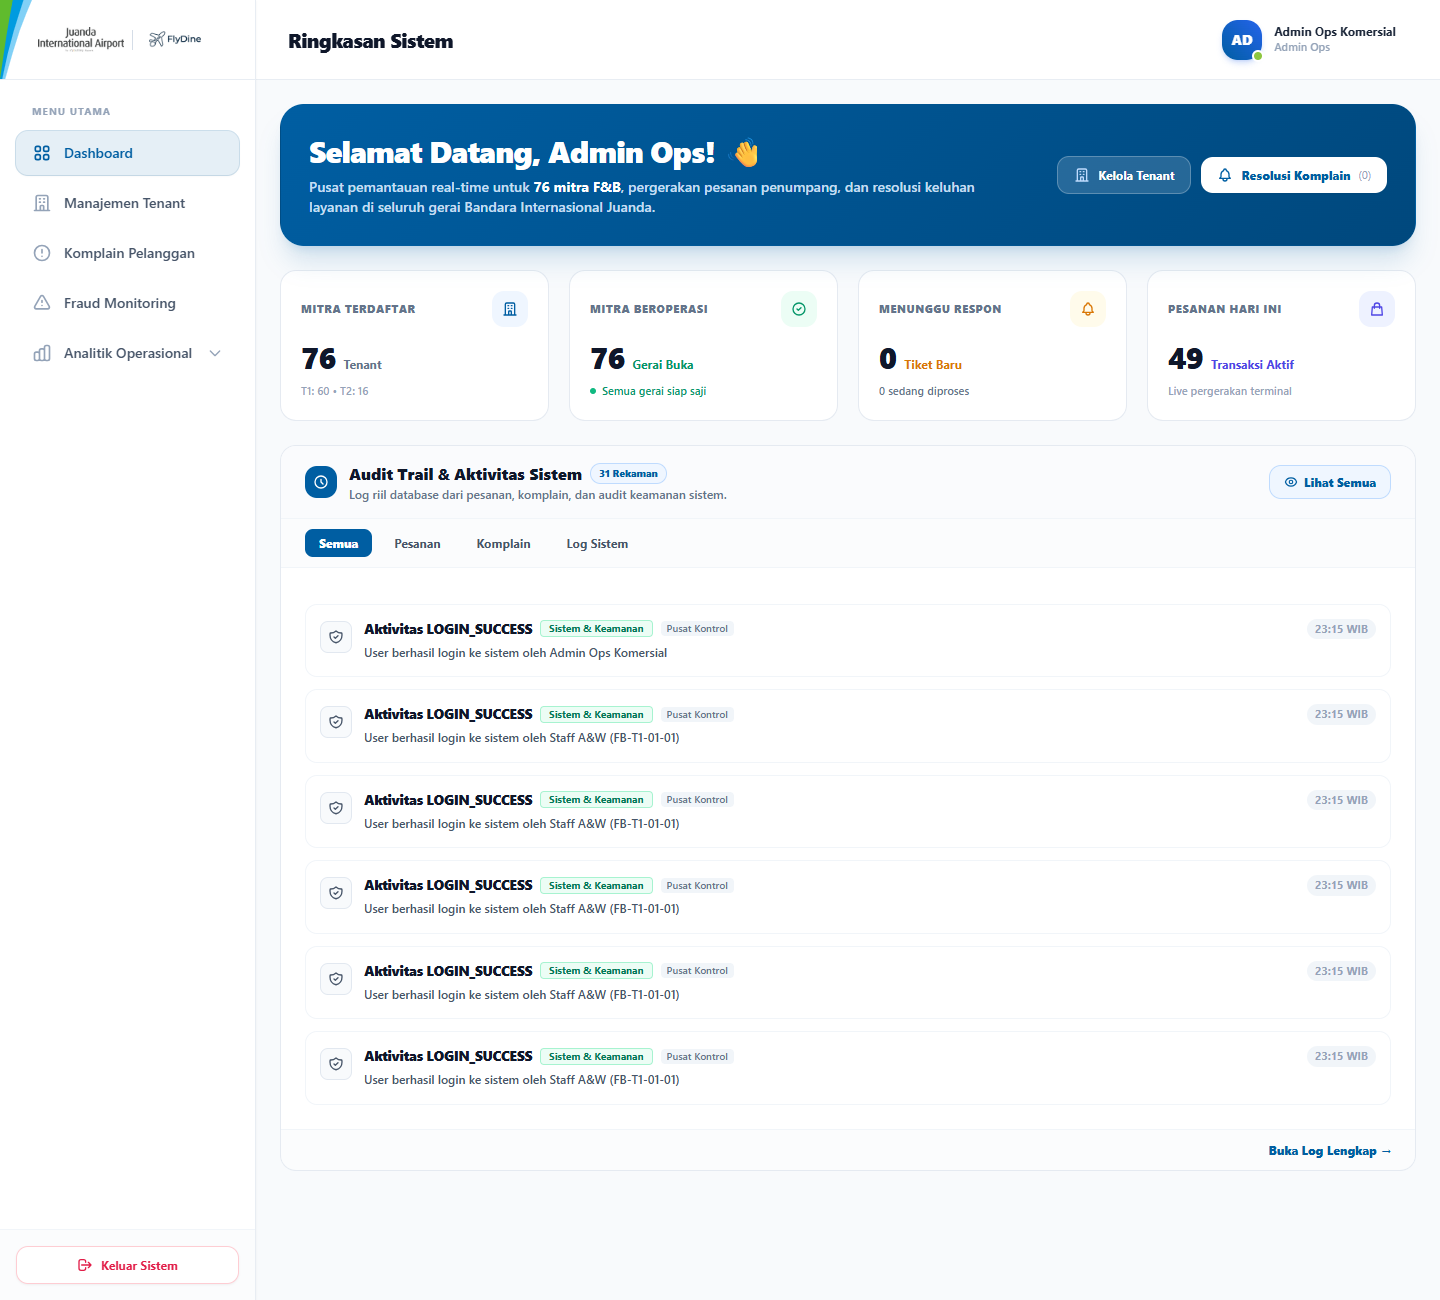 Juanda
International Airport
FlyDine
Ringkasan Sistem
AD
Admin Ops Komersial
Admin Ops
MENU UTAMA
Dashboard
Manajemen Tenant
Komplain Pelanggan
Fraud Monitoring
Analitik Operasional
Keluar Sistem
Selamat Datang, Admin Ops! 👋
Pusat pemantauan real-time untuk 76 mitra F&B, pergerakan pesanan penumpang, dan resolusi keluhan
layanan di seluruh gerai Bandara Internasional Juanda.
Kelola Tenant
Resolusi Komplain (0)
MITRA TERDAFTAR
76 Tenant
T1: 60 • T2: 16
MITRA BEROPERASI
76 Gerai Buka
Semua gerai siap saji
MENUNGGU RESPON
0 Tiket Baru
0 sedang diproses
PESANAN HARI INI
49 Transaksi Aktif
Live pergerakan terminal
Audit Trail & Aktivitas Sistem 31 Rekaman
Log riil database dari pesanan, komplain, dan audit keamanan sistem.
Lihat Semua
Semua Pesanan Komplain Log Sistem
Aktivitas LOGIN_SUCCESS Sistem & Keamanan Pusat Kontrol 23:15 WIB
User berhasil login ke sistem oleh Admin Ops Komersial
Aktivitas LOGIN_SUCCESS Sistem & Keamanan Pusat Kontrol 23:15 WIB
User berhasil login ke sistem oleh Staff A&W (FB-T1-01-01)
Aktivitas LOGIN_SUCCESS Sistem & Keamanan Pusat Kontrol 23:15 WIB
User berhasil login ke sistem oleh Staff A&W (FB-T1-01-01)
Aktivitas LOGIN_SUCCESS Sistem & Keamanan Pusat Kontrol 23:15 WIB
User berhasil login ke sistem oleh Staff A&W (FB-T1-01-01)
Aktivitas LOGIN_SUCCESS Sistem & Keamanan Pusat Kontrol 23:15 WIB
User berhasil login ke sistem oleh Staff A&W (FB-T1-01-01)
Aktivitas LOGIN_SUCCESS Sistem & Keamanan Pusat Kontrol 23:15 WIB
User berhasil login ke sistem oleh Staff A&W (FB-T1-01-01)
Buka Log Lengkap →